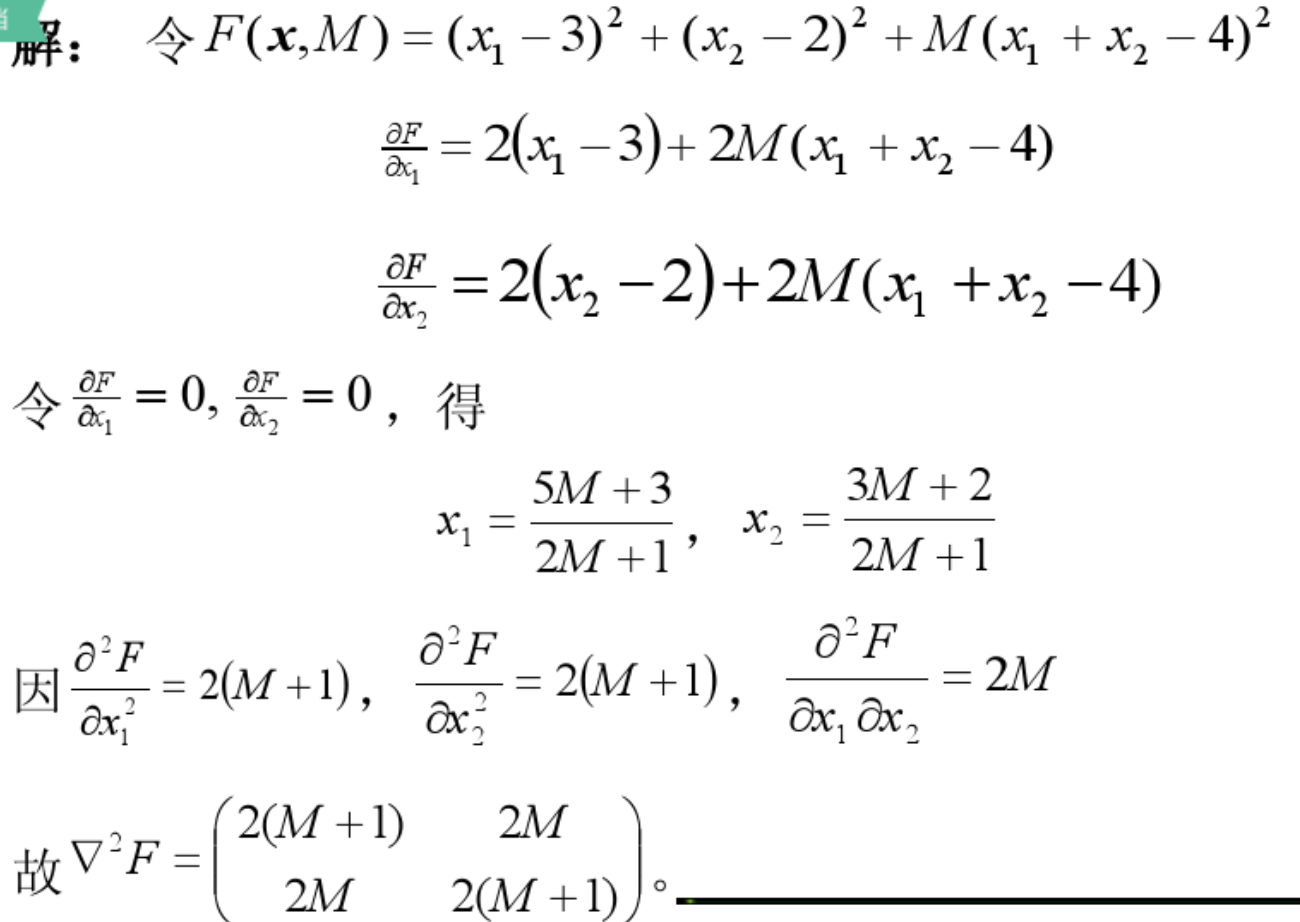 解： 令 F(x,M) = (x₁ − 3)² + (x₂ − 2)² + M(x₁ + x₂ − 4)²
∂F/∂x₁ = 2(x₁ − 3) + 2M(x₁ + x₂ − 4)
∂F/∂x₂ = 2(x₂ − 2) + 2M(x₁ + x₂ − 4)
令 ∂F/∂x₁ = 0, ∂F/∂x₂ = 0 ，得
x₁ = (5M + 3)/(2M + 1) ， x₂ = (3M + 2)/(2M + 1)
因 ∂²F/∂x₁² = 2(M + 1)， ∂²F/∂x₂² = 2(M + 1)， ∂²F/∂x₁∂x₂ = 2M
故 ∇²F = ( 2(M + 1) 2M
2M 2(M + 1) ) 。